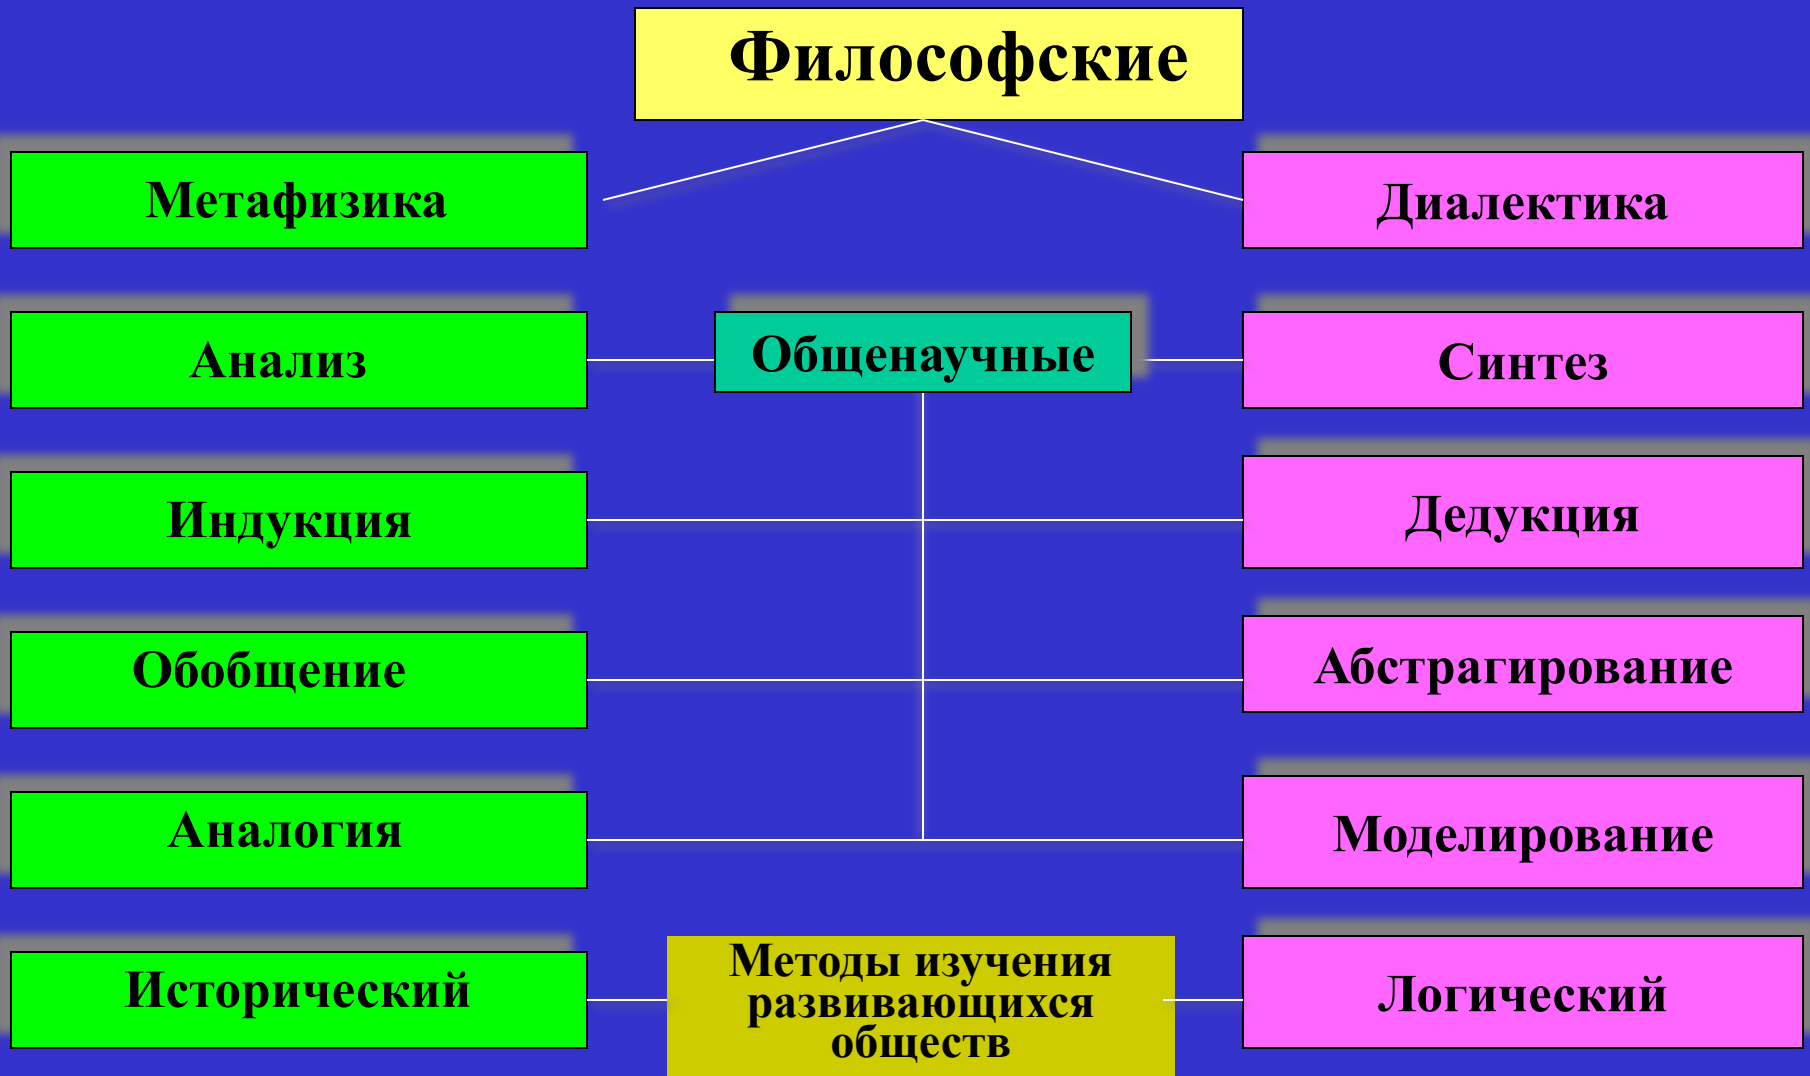 Философские
Метафизика
Диалектика
Анализ
Общенаучные
Синтез
Индукция
Дедукция
Обобщение
Абстрагирование
Аналогия
Моделирование
Исторический
Методы изучения
развивающихся
обществ
Логический